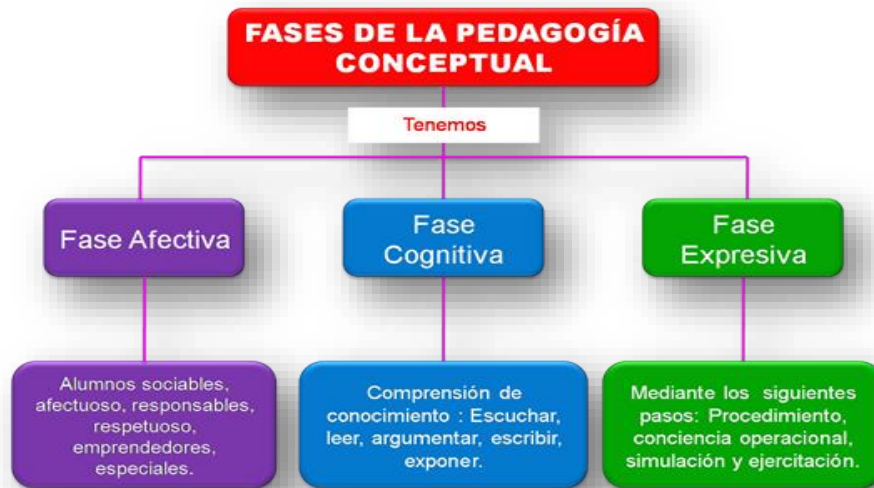 FASES DE LA PEDAGOGÍA
CONCEPTUAL
Tenemos
Fase Afectiva
Fase
Cognitiva
Fase
Expresiva
Alumnos sociables,
afectuoso, responsables,
respetuoso,
emprendedores,
especiales.
Comprensión de
conocimiento : Escuchar,
leer, argumentar, escribir,
exponer.
Mediante los siguientes
pasos: Procedimiento,
conciencia operacional,
simulación y ejercitación.